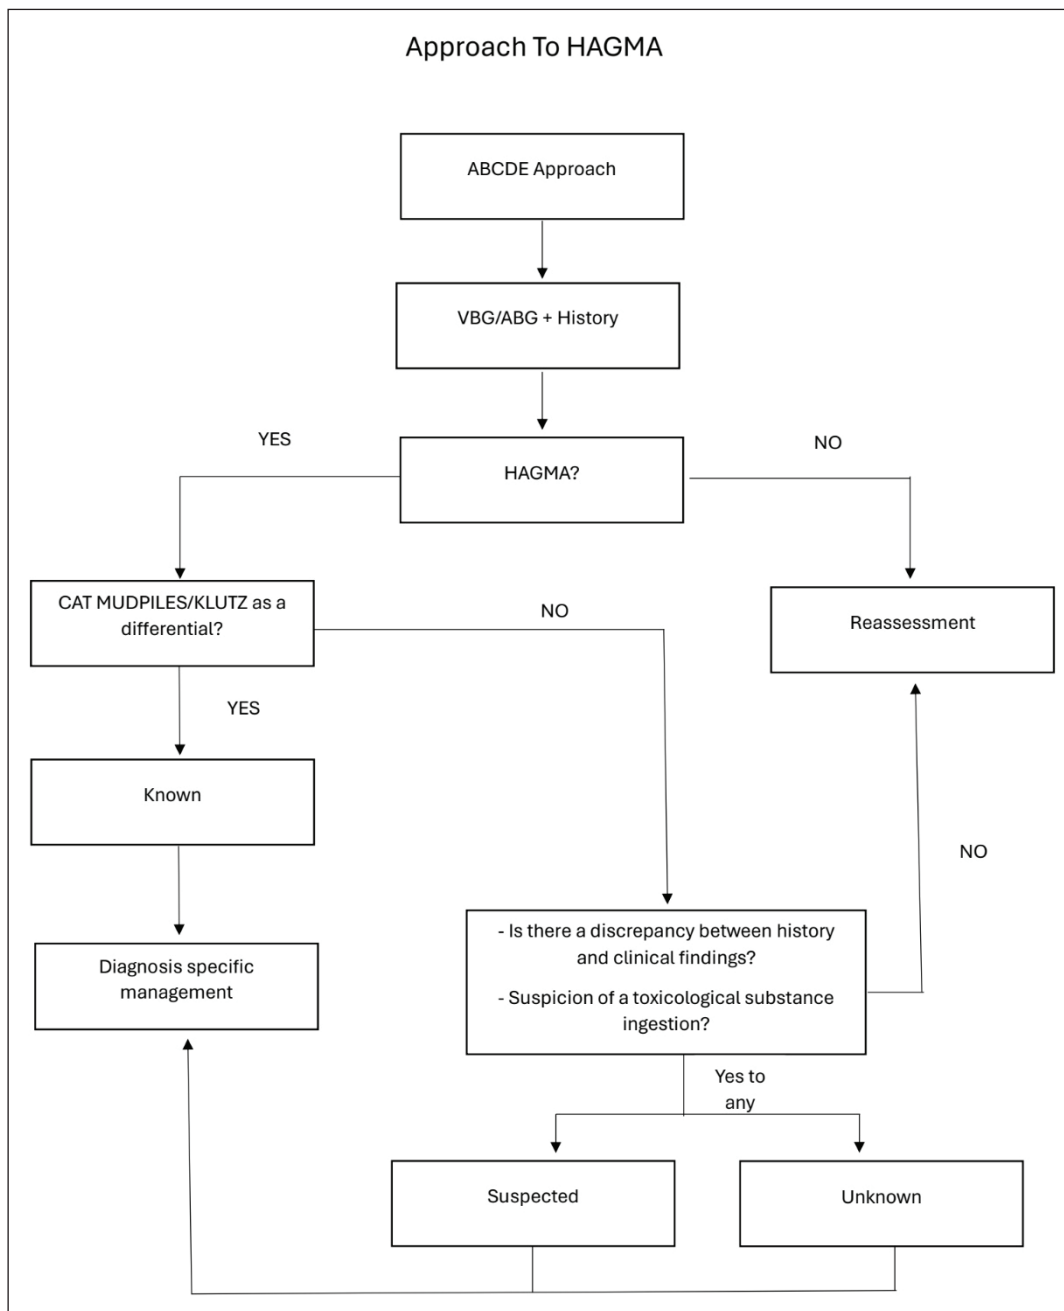 Approach To HAGMA
ABCDE Approach
VBG/ABG + History
YES
HAGMA?
NO
CAT MUDPILES/KLUTZ as a
differential?
NO
Reassessment
YES
Known
NO
Diagnosis specific
management
- Is there a discrepancy between history
and clinical findings?
- Suspicion of a toxicological substance
ingestion?
Yes to
any
Suspected
Unknown